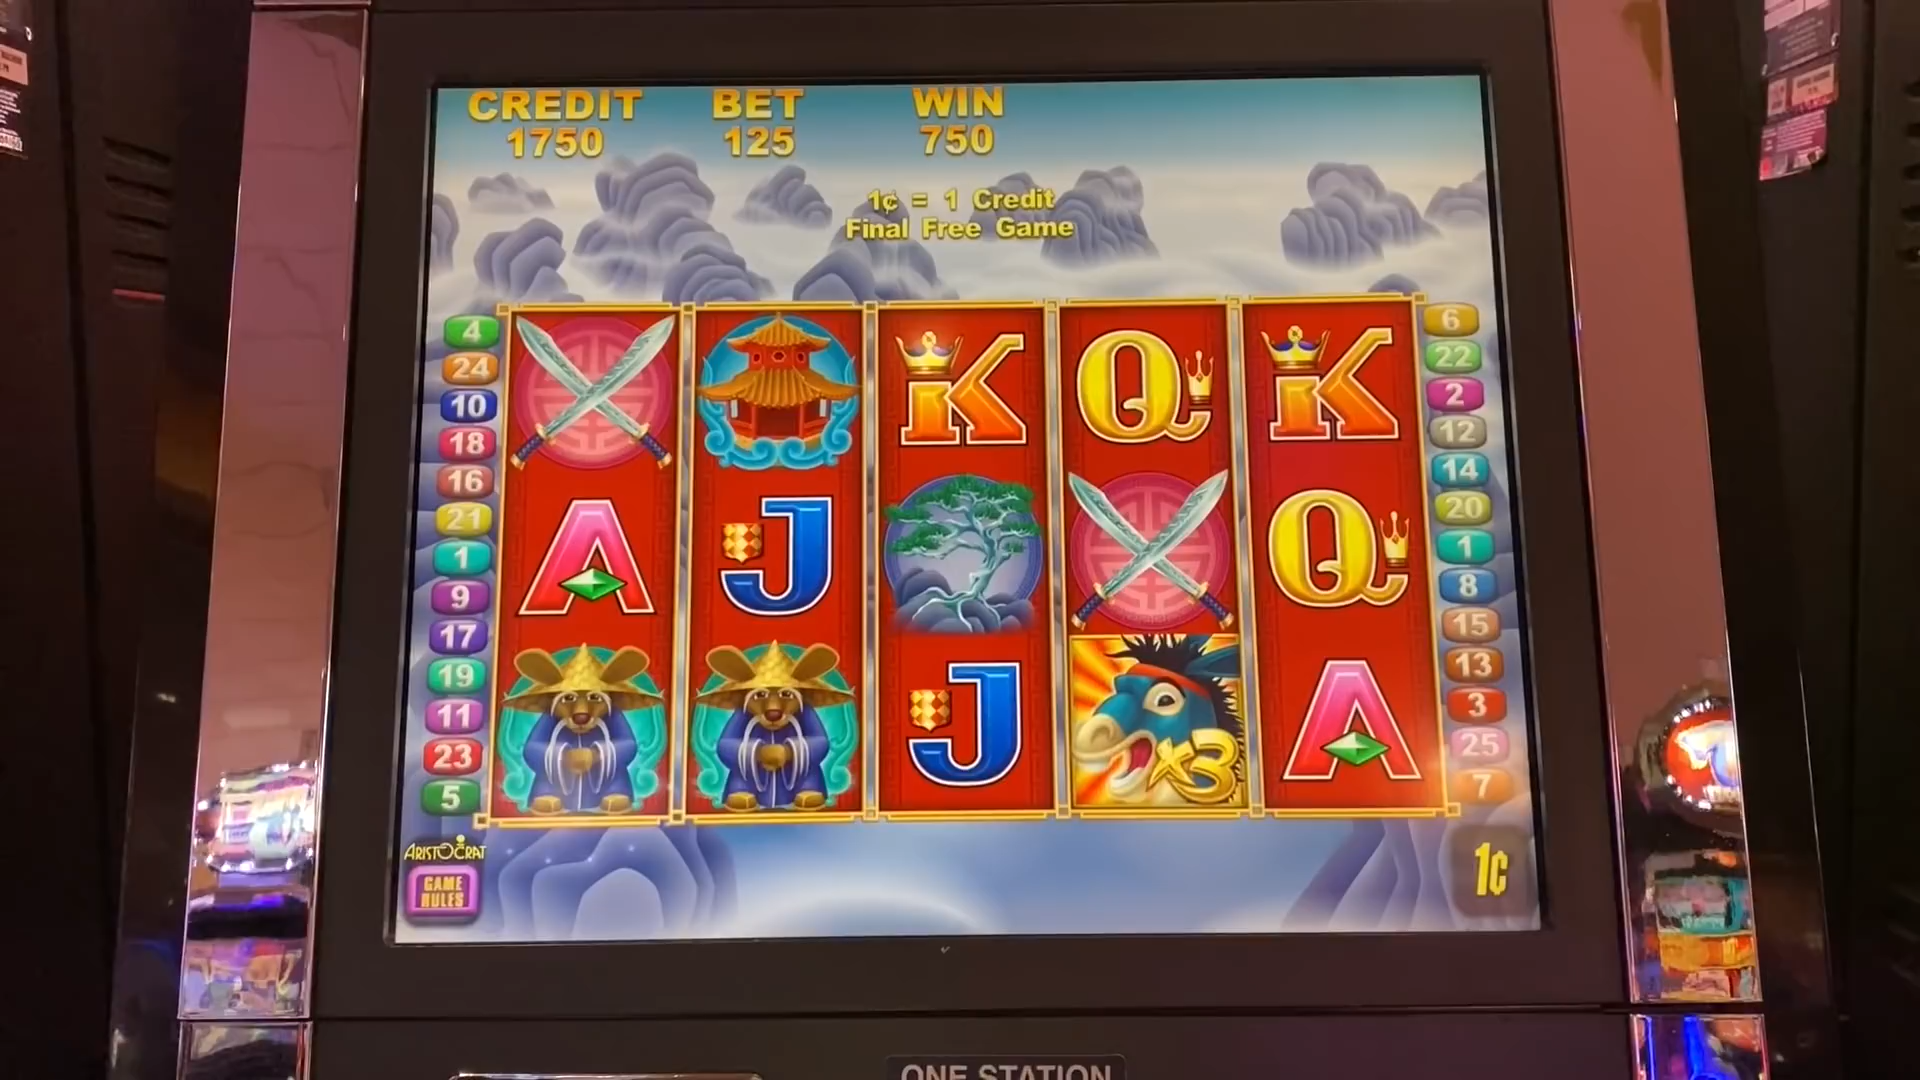 CREDIT BET WIN
1750 125 750
1¢ = 1 Credit
Final Free Game
4
24
10
18
16
21
1
9
17
19
11
23
5
K Q K
A J Q
J x3 A
6
22
2
12
14
20
1
8
15
13
3
25
7
ARISTOCRAT
GAME
RULES
1¢
ONE STATION